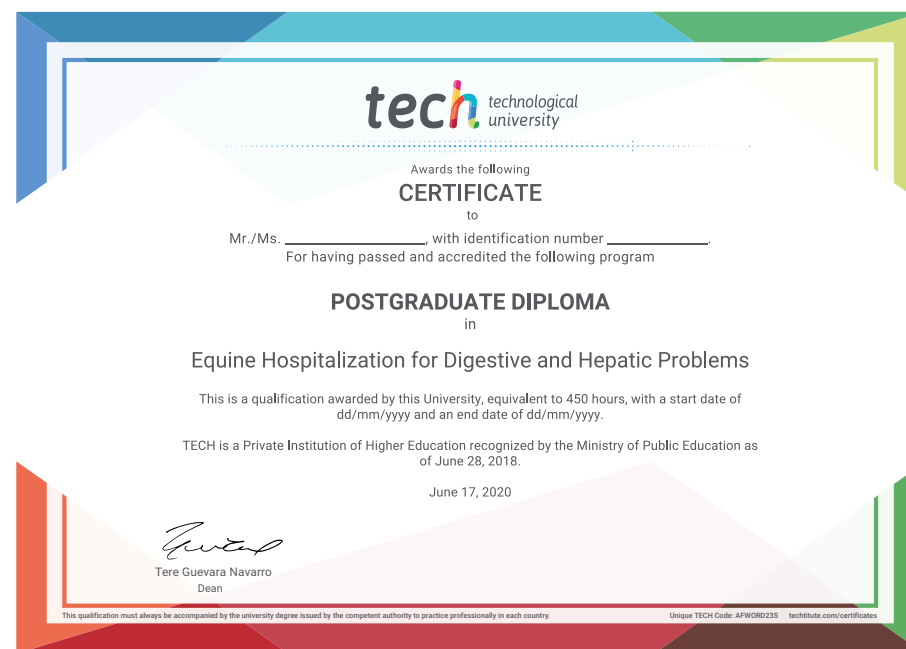 tech technological
university
Awards the following
CERTIFICATE
to
Mr./Ms. ____________________, with identification number ______________.
For having passed and accredited the following program
POSTGRADUATE DIPLOMA
in
Equine Hospitalization for Digestive and Hepatic Problems
This is a qualification awarded by this University, equivalent to 450 hours, with a start date of
dd/mm/yyyy and an end date of dd/mm/yyyy.
TECH is a Private Institution of Higher Education recognized by the Ministry of Public Education as
of June 28, 2018.
June 17, 2020
Tere Guevara Navarro
Dean
This qualification must always be accompanied by the university degree issued by the competent authority to practice professionally in each country. Unique TECH Code: AFWORD23S techtitute.com/certificates